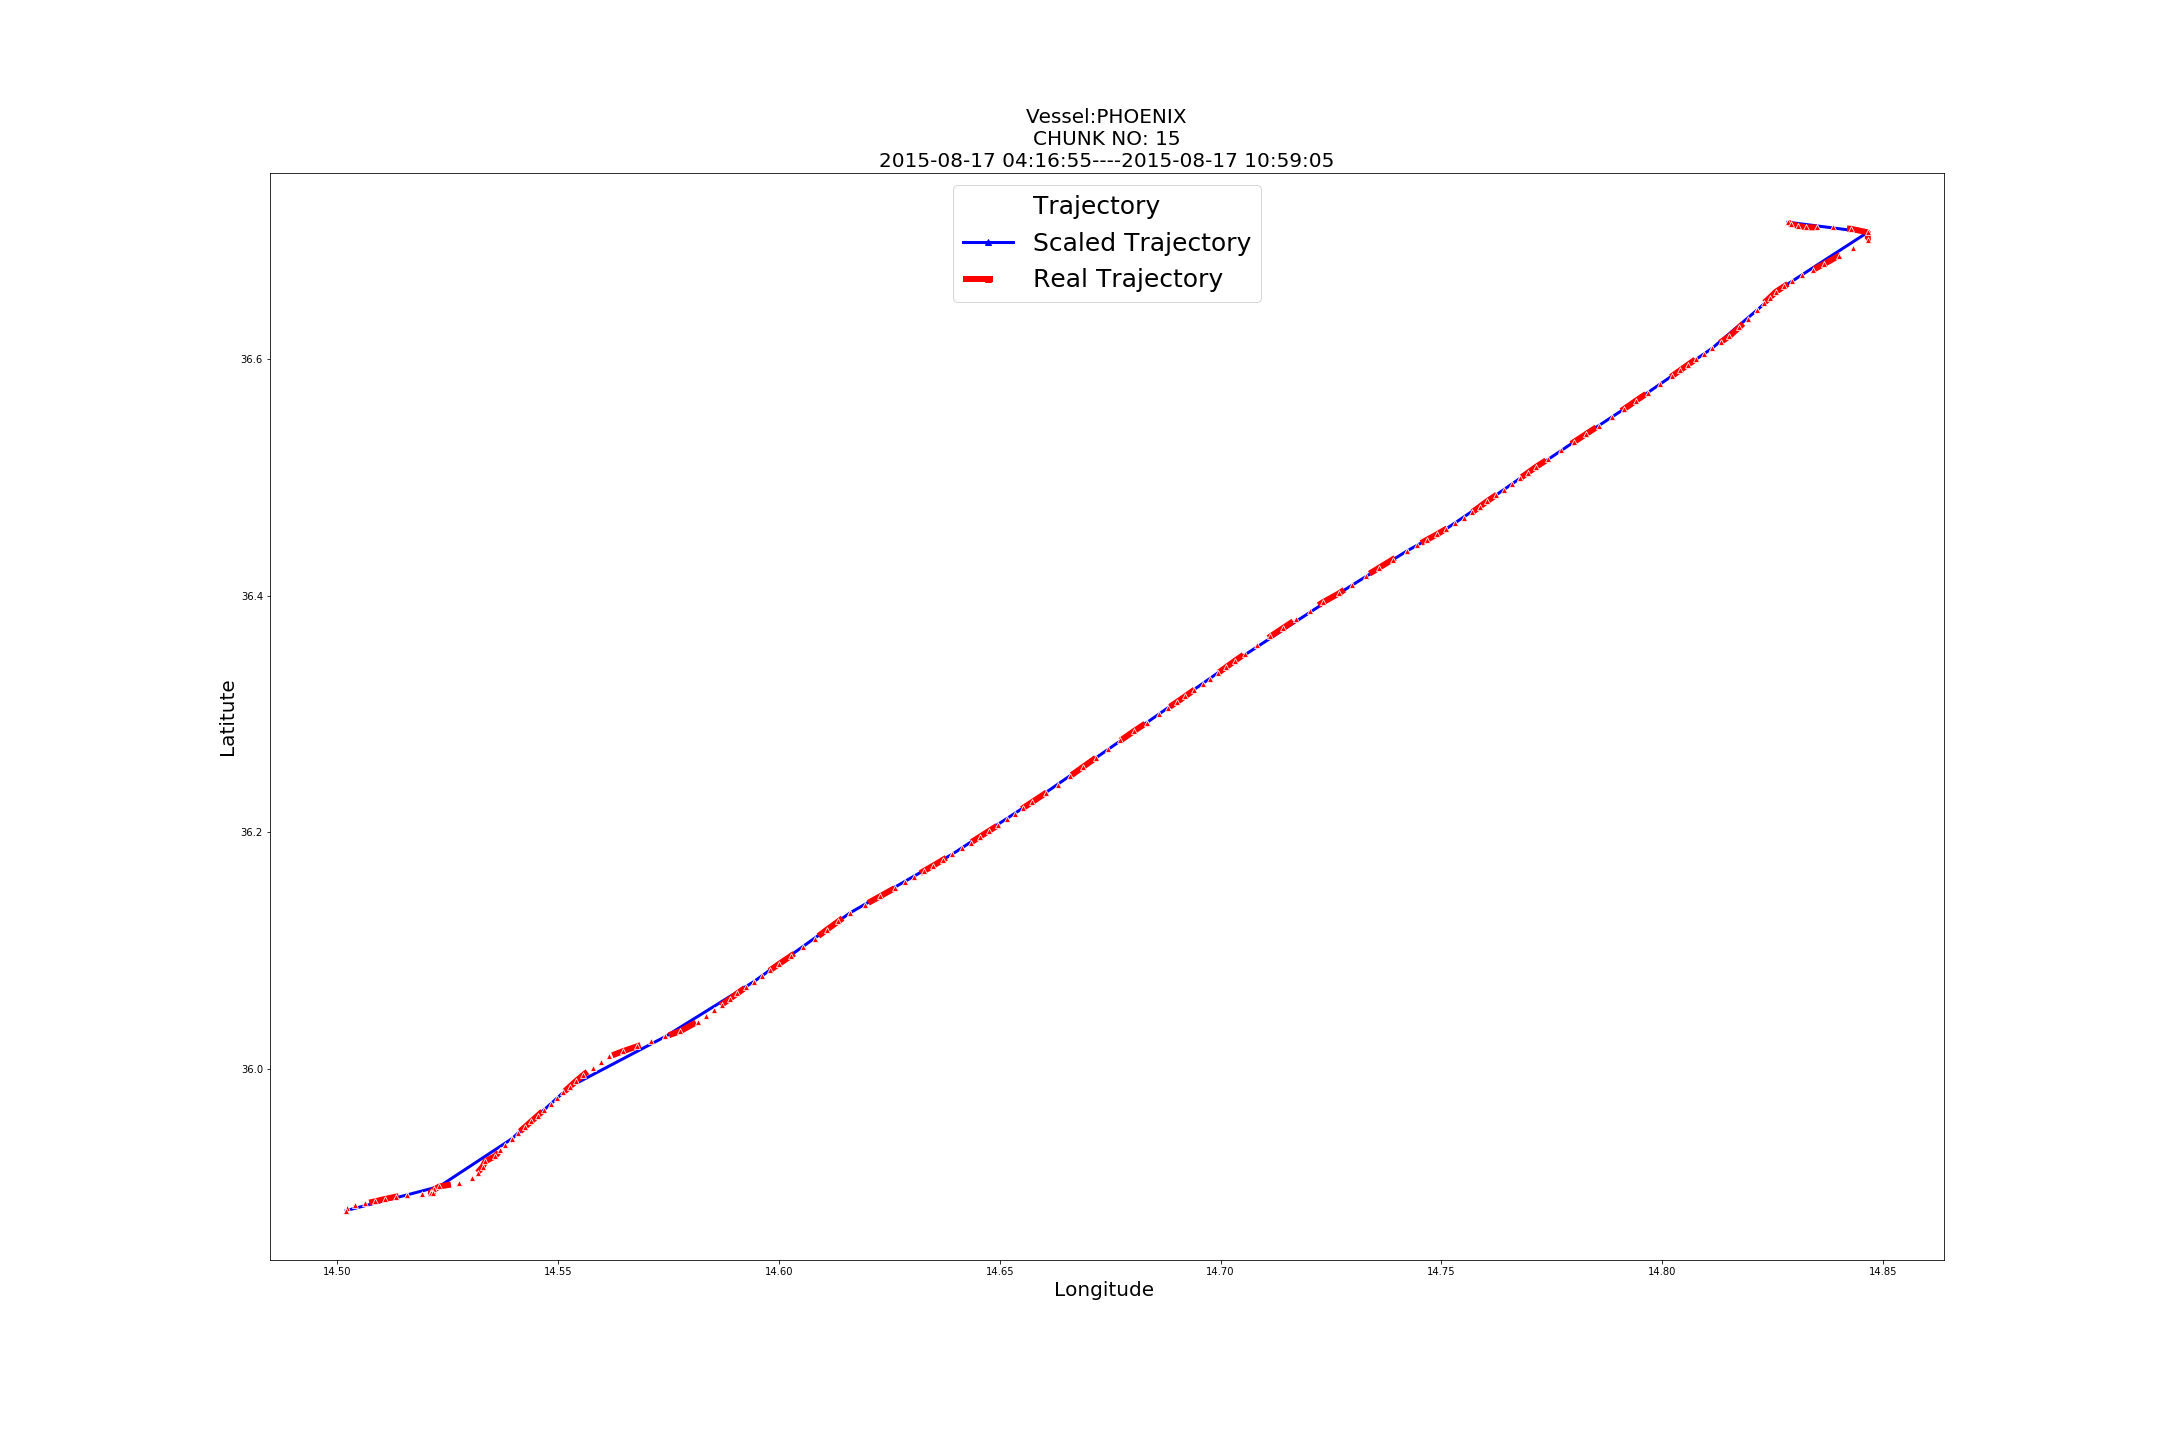 Vessel:PHOENIX
CHUNK NO: 15
2015-08-17 04:16:55----2015-08-17 10:59:05
Trajectory
Scaled Trajectory
Real Trajectory
36.6
36.4
36.2
36.0
Latitute
14.50 14.55 14.60 14.65 14.70 14.75 14.80 14.85
Longitude